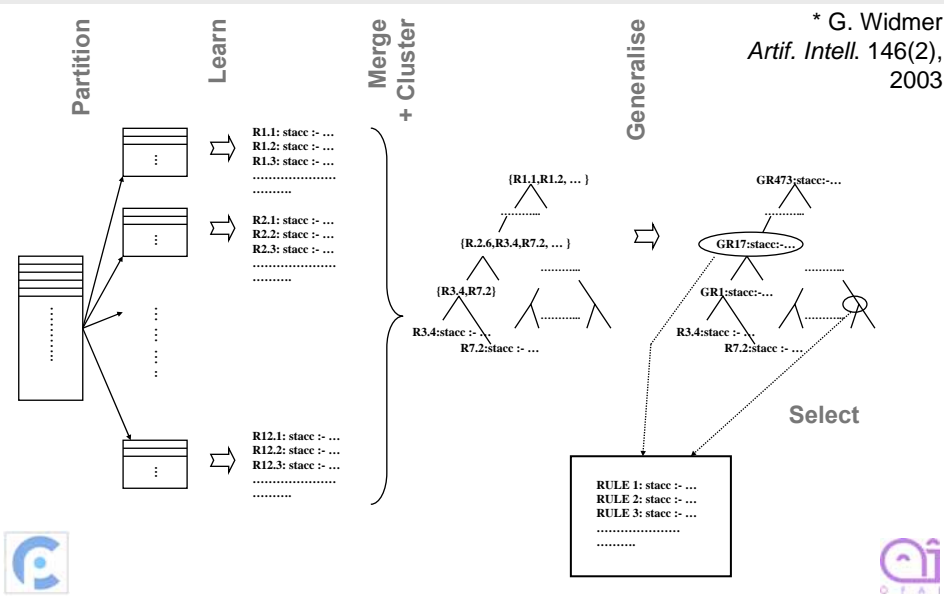 Partition
Learn
Merge
+ Cluster
Generalise
* G. Widmer
Artif. Intell. 146(2),
2003
R1.1: stacc :- …
R1.2: stacc :- …
R1.3: stacc :- …
…………………
……….
R2.1: stacc :- …
R2.2: stacc :- …
R2.3: stacc :- …
…………………
……….
R12.1: stacc :- …
R12.2: stacc :- …
R12.3: stacc :- …
…………………
……….
{R1.1,R1.2, … }
………..
{R.2.6,R3.4,R7.2, … }
………..
{R3.4,R7.2}
………..
R3.4:stacc :- …
R7.2:stacc :- …
GR473:stacc:-…
………..
GR17:stacc:-…
………..
GR1:stacc:-…
………..
R3.4:stacc :- …
R7.2:stacc :- …
Select
RULE 1: stacc :- …
RULE 2: stacc :- …
RULE 3: stacc :- …
…………………
……….